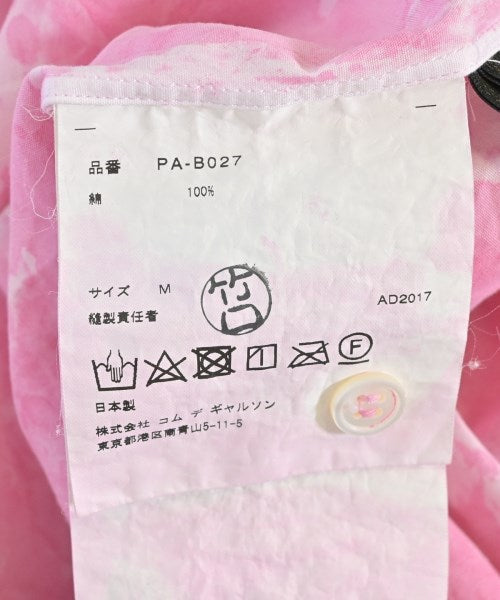 品番 PA-B027
綿 100%
サイズ M
竹口
AD2017
縫製責任者
F
日本製
株式会社 コム デ ギャルソン
東京都港区南青山5-11-5